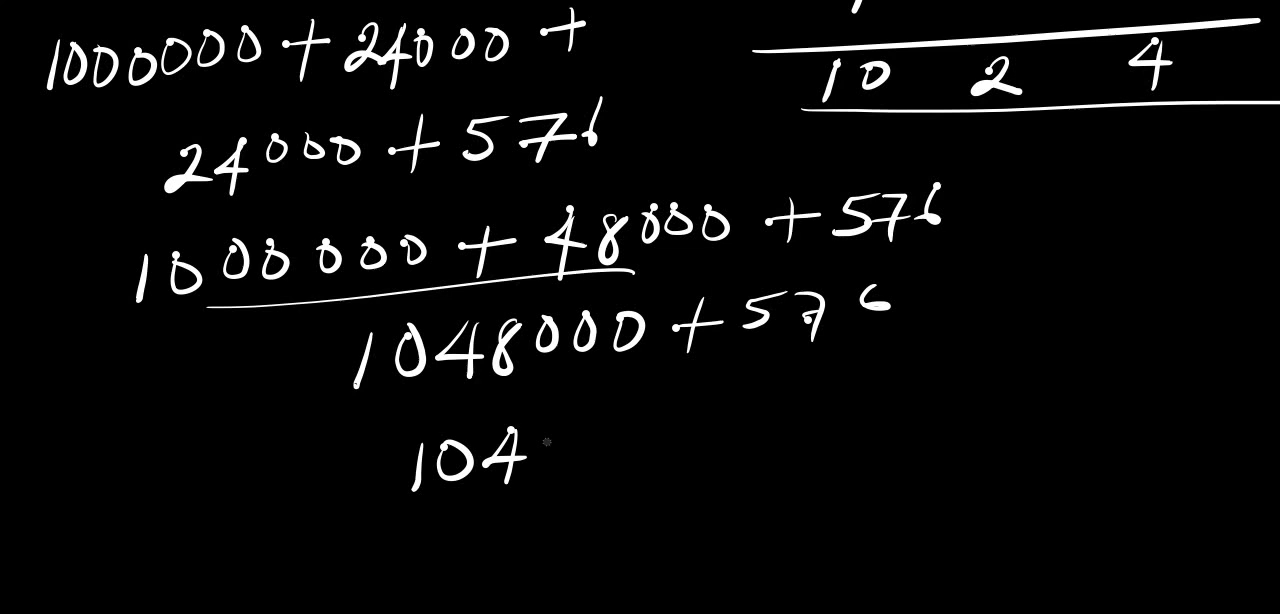 1000000 + 24000 +
24000 + 576
1000000 + 48000 + 576
1048000 + 576
104
10 2 4